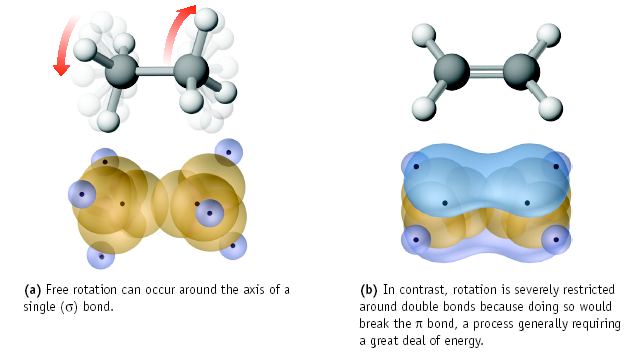 (a) Free rotation can occur around the axis of a
single (σ) bond.
(b) In contrast, rotation is severely restricted
around double bonds because doing so would
break the π bond, a process generally requiring
a great deal of energy.